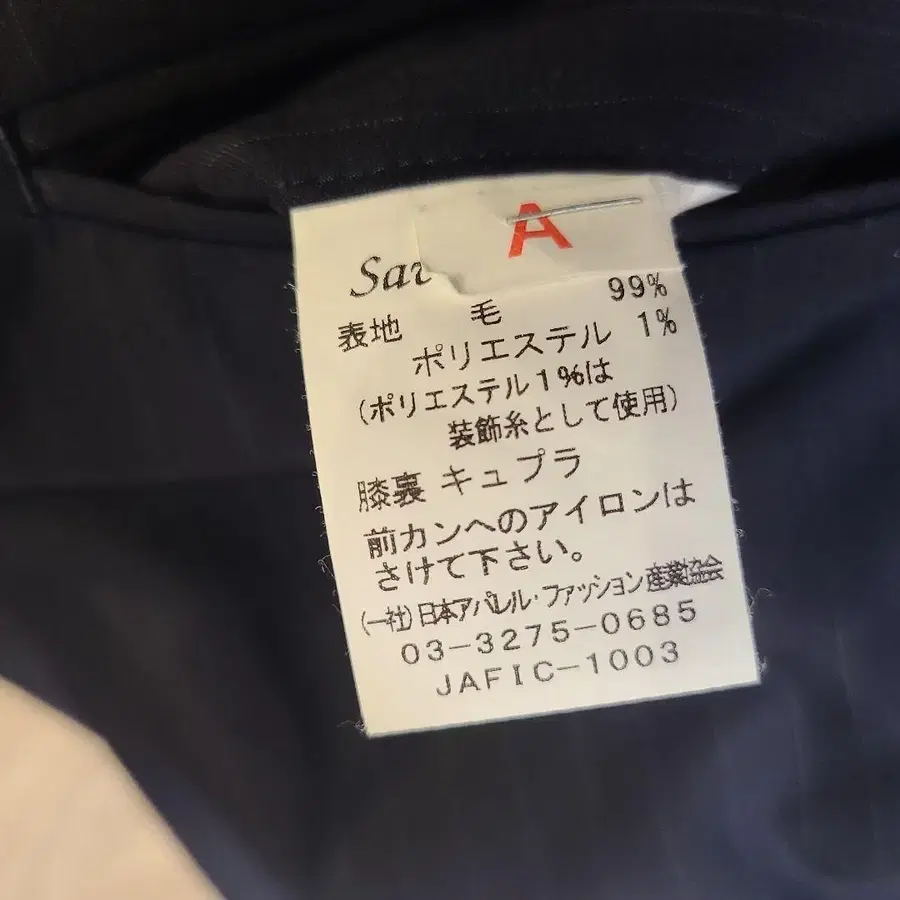 A
表地 毛 99%
ポリエステル 1%
(ポリエステル1%は
装飾糸として使用)
膝裏 キュプラ
前カンへのアイロンは
さけて下さい。
(一社)日本アパレル・ファッション産業協会
03-3275-0685
JAFIC-1003